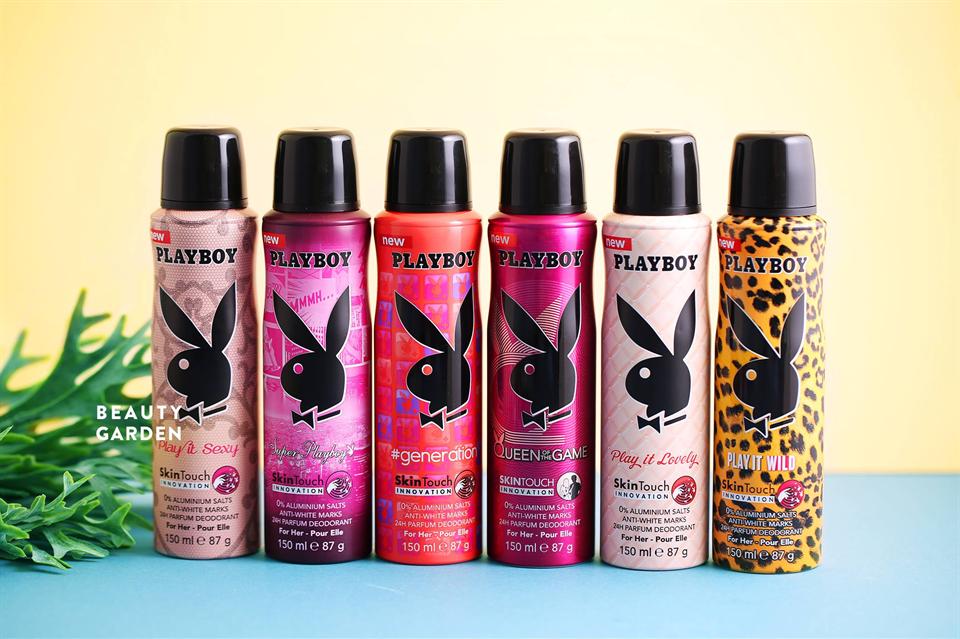 new
PLAYBOY
Play it Sexy
SkinTouch
INNOVATION
0% ALUMINIUM SALTS
ANTI-WHITE MARKS
24H PARFUM DEODORANT
For Her - Pour Elle
150 ml e 87 g
new
PLAYBOY
MMMH...
Super Playboy
SkinTouch
INNOVATION
0% ALUMINIUM SALTS
ANTI-WHITE MARKS
24H PARFUM DEODORANT
For Her - Pour Elle
150 ml e 87 g
new
PLAYBOY
#generation
SkinTouch
INNOVATION
0% ALUMINIUM SALTS
ANTI-WHITE MARKS
24H PARFUM DEODORANT
For Her - Pour Elle
150 ml e 87 g
new
PLAYBOY
QUEEN OF THE GAME
SKINTOUCH
INNOVATION
0% ALUMINIUM SALTS
ANTI-WHITE MARKS
24H PARFUM DEODORANT
For Her - Pour Elle
150 ml e 87 g
new
PLAYBOY
Play it Lovely
SkinTouch
INNOVATION
0% ALUMINIUM SALTS
ANTI-WHITE MARKS
24H PARFUM DEODORANT
For Her - Pour Elle
150 ml e 87 g
new
PLAYBOY
PLAY IT WILD
SkinTouch
INNOVATION
0% ALUMINIUM SALTS
ANTI-WHITE MARKS
24H PARFUM DEODORANT
For Her - Pour Elle
150 ml e 87 g
BEAUTY
GARDEN